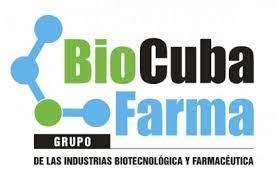 BioCuba
Farma
GRUPO
DE LAS INDUSTRIAS BIOTECNOLÓGICA Y FARMACÉUTICA